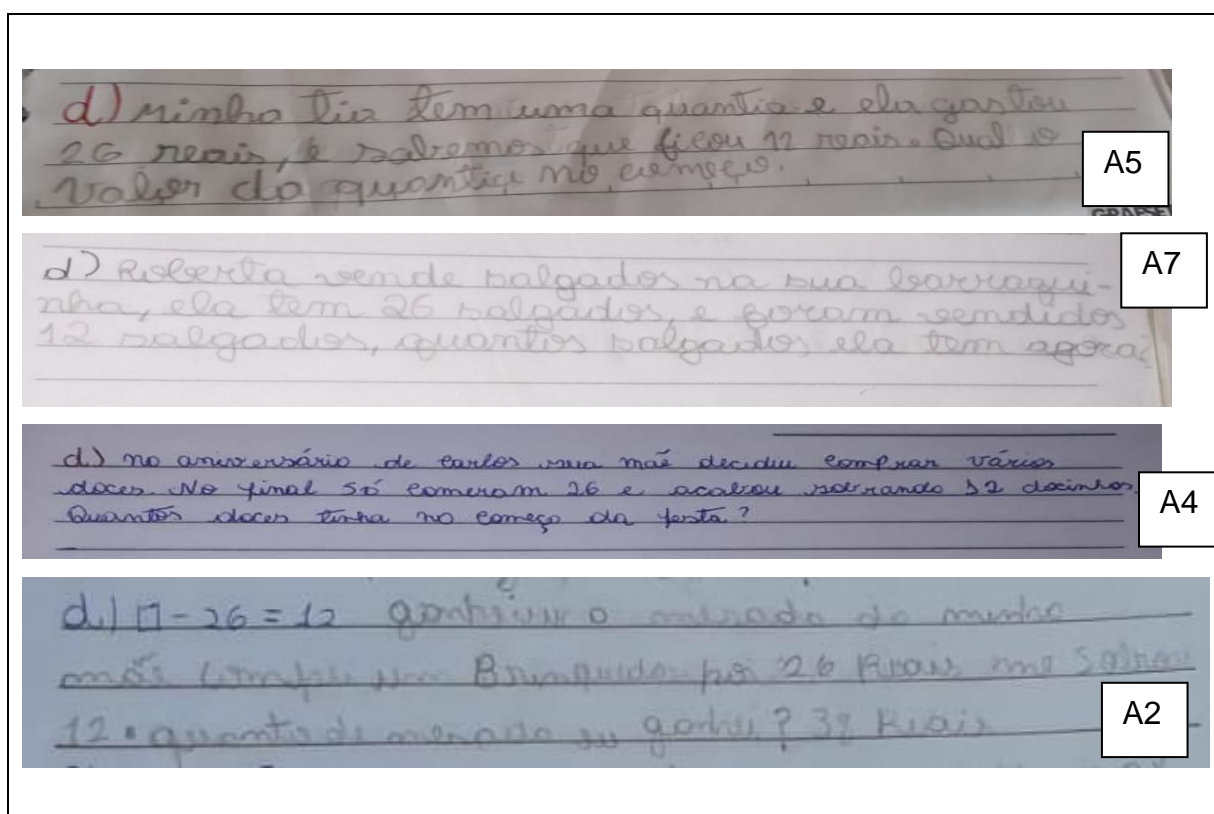 d) Minha tia tem uma quantia e ela gastou
26 reais, e sabemos que ficou 12 reais. Qual o
valor da quantia no começo.
A5
d) Roberta vende salgados na sua barraqui-
nha, ela tem 26 salgados, e foram vendidos
12 salgados, quantos salgados ela tem agora?
A7
d) no aniversário de carlos sua mãe decidiu comprar vários
doces. No final só comeram 26 e acabou sobrando 12 docinhos.
Quantos doces tinha no começo da festa?
A4
d.) □ - 26 = 12 o mesada da minha
mãe comprei um Brinquedo por 26 Reais me sobrou
12. quanto de mesada eu ganhei? 38 Reais
A2